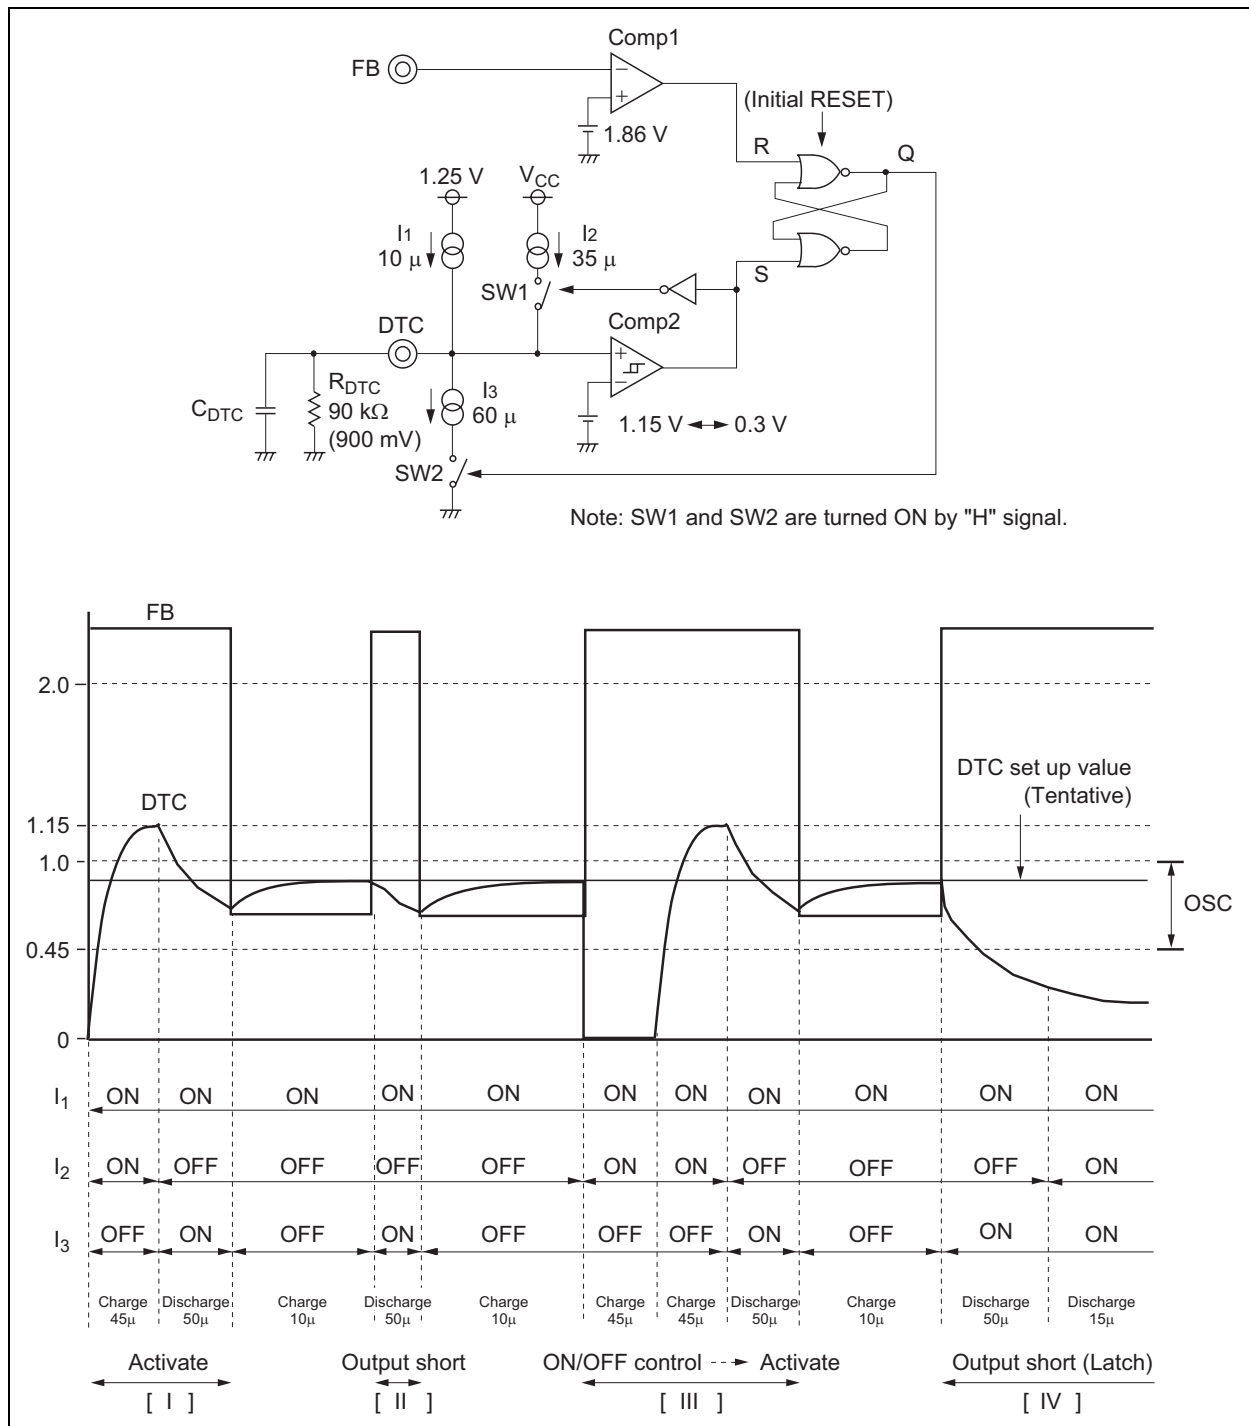 Comp1
FB
−
+
(Initial RESET)
1.86 V
R
Q
1.25 V
VCC
I1
10 μ
I2
35 μ
SW1
S
DTC
Comp2
+
−
RDTC
90 kΩ
(900 mV)
CDTC
I3
60 μ
1.15 V ↔ 0.3 V
SW2
Note: SW1 and SW2 are turned ON by "H" signal.
FB
2.0
DTC set up value
(Tentative)
DTC
1.15
1.0
OSC
0.45
0
I1 ON ON ON ON ON ON ON ON ON ON ON
I2 ON OFF OFF OFF OFF ON ON OFF OFF OFF ON
I3 OFF ON OFF ON OFF OFF OFF ON OFF ON ON
Charge Discharge Charge Discharge Charge Charge Charge Discharge Charge Discharge Discharge
45μ 50μ 10μ 50μ 10μ 45μ 45μ 50μ 10μ 50μ 15μ
Activate Output short ON/OFF control ---> Activate Output short (Latch)
[ I ] [ II ] [ III ] [ IV ]